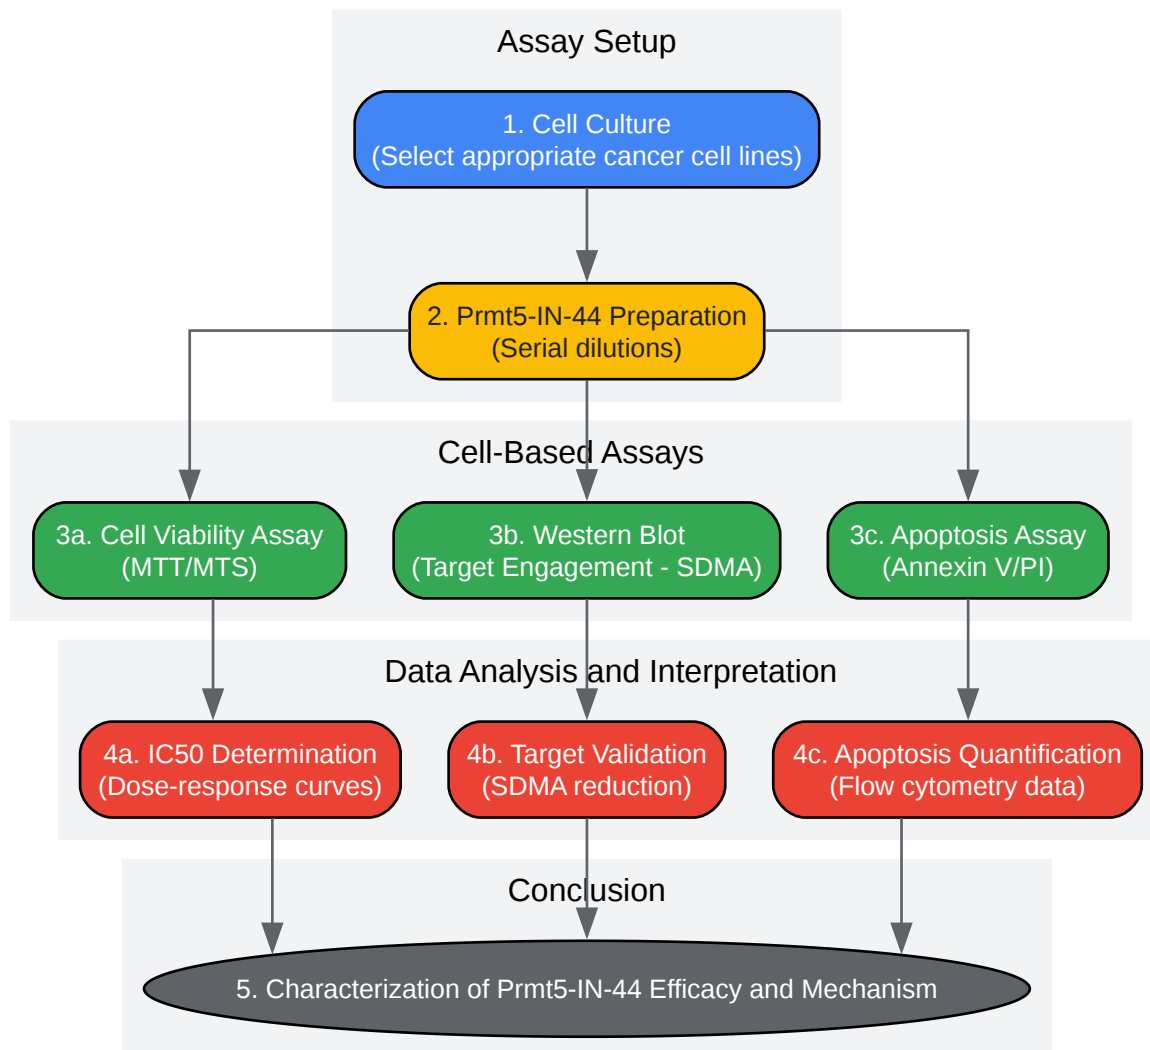 Assay Setup
1. Cell Culture
(Select appropriate cancer cell lines)
2. Prmt5-IN-44 Preparation
(Serial dilutions)
Cell-Based Assays
3a. Cell Viability Assay
(MTT/MTS)
3b. Western Blot
(Target Engagement - SDMA)
3c. Apoptosis Assay
(Annexin V/PI)
Data Analysis and Interpretation
4a. IC50 Determination
(Dose-response curves)
4b. Target Validation
(SDMA reduction)
4c. Apoptosis Quantification
(Flow cytometry data)
Conclusion
5. Characterization of Prmt5-IN-44 Efficacy and Mechanism